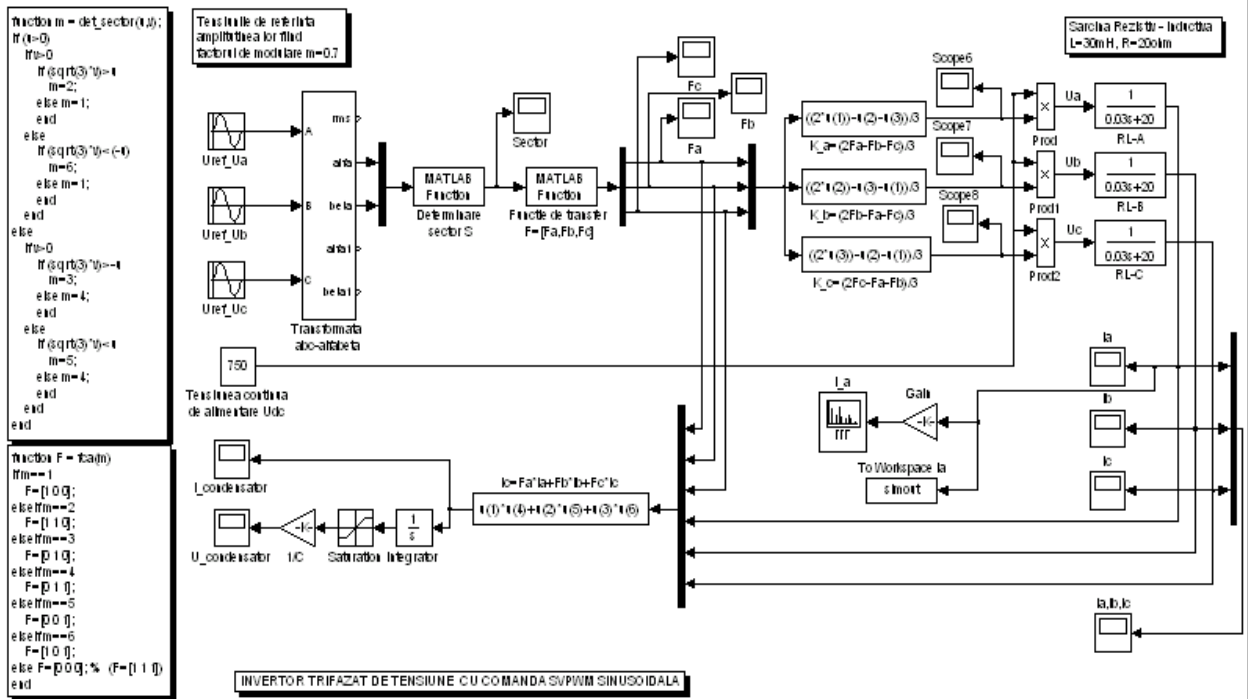 function m = det_sector(u,v);
if (u>0)
if v>0
if (sqrt(3)*u)>u
m=2;
else m=1;
end
else
if (sqrt(3)*u)<(-u)
m=6;
else m=1;
end
end
else
if v>0
if (sqrt(3)*u)>-u
m=3;
else m=4;
end
else
if (sqrt(3)*u)<u
m=5;
else m=4;
end
end
end
function F = fca(m)
if m==1
F=[1 0 0];
elseif m==2
F=[1 1 0];
elseif m==3
F=[0 1 0];
elseif m==4
F=[0 1 1];
elseif m==5
F=[0 0 1];
elseif m==6
F=[1 0 1];
else F=[0 0 0]; % (F=[1 1 1])
end
Tensiunile de referinta
amplitutinea lor fiind
factorul de modulare m=0.7
Sarcina Rezistiv - Inductiva
L=30mH, R=20ohm
Uref_Ua
Uref_Ub
Uref_Uc
A
B
C
rms
alfa
beta
alfa1
beta1
Transformata
abc-alfabeta
MATLAB
Function
Determinare
sector S
Sector
MATLAB
Function
Functie de transfer
F=[Fa,Fb,Fc]
Fc
Fa
Fb
((2*u(1))-u(2)-u(3))./3
K_a=(2Fa-Fb-Fc)/3
((2*u(2))-u(3)-u(1))./3
K_b=(2Fb-Fa-Fc)/3
((2*u(3))-u(2)-u(1))./3
K_c=(2Fc-Fa-Fb)/3
Scope6
Scope7
Scope8
×
Prod
×
Prod1
×
Prod2
Ua
Ub
Uc
1
0.03s+20
RL-A
1
0.03s+20
RL-B
1
0.03s+20
RL-C
750
Tensiunea continua
de alimentare Udc
I_a
FFT
Gain
-K-
To Workspace Ia
simout
Ia
Ib
Ic
Ia,Ib,Ic
I_condensator
U_condensator
-K-
1/C
Saturation
1
s
Integrator
Ic=Fa*Ia+Fb*Ib+Fc*Ic
u(1)*u(4)+u(2)*u(5)+u(3)*u(6)
INVERTOR TRIFAZAT DE TENSIUNE CU COMANDA SVPWM SINUSOIDALA